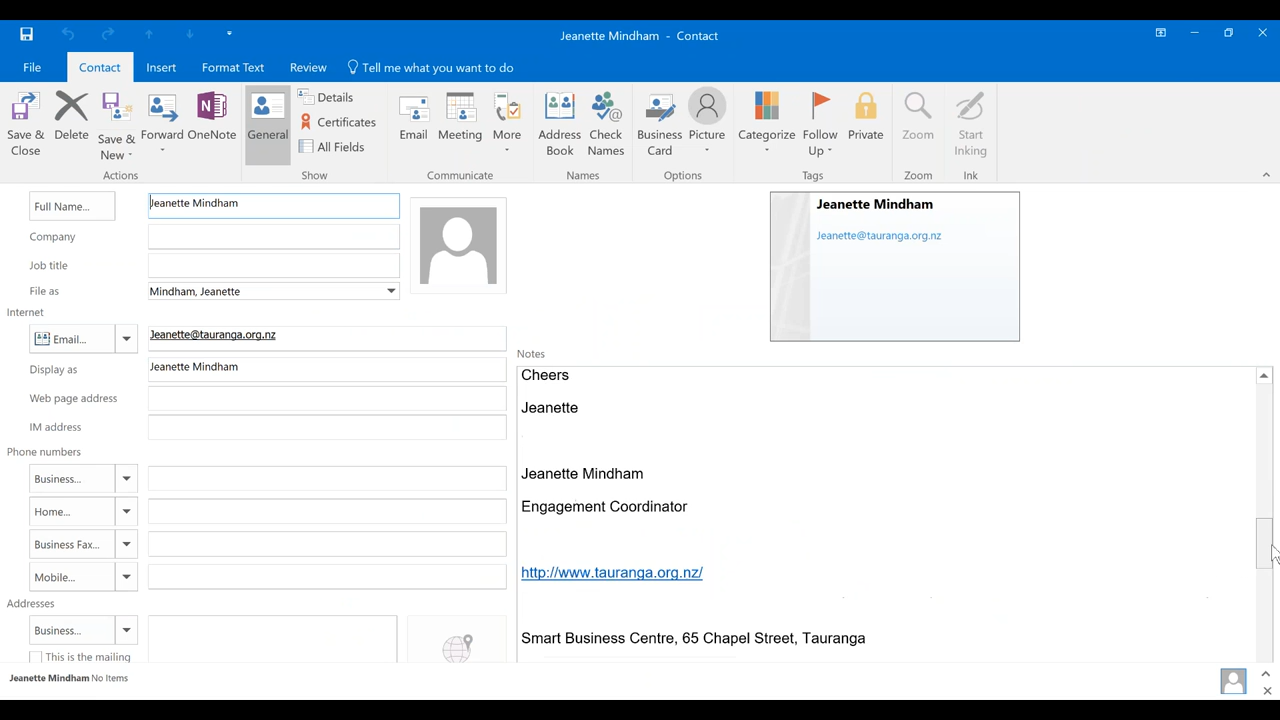 Jeanette Mindham - Contact
File
Contact
Insert
Format Text
Review
Tell me what you want to do
Save & Close
Delete
Save & New
Forward
OneNote
General
Details
Certificates
All Fields
Email
Meeting
More
Address Book
Check Names
Business Card
Picture
Categorize
Follow Up
Private
Zoom
Start Inking
Actions
Show
Communicate
Names
Options
Tags
Zoom
Ink
Full Name...
Jeanette Mindham
Company
Job title
File as
Mindham, Jeanette
Internet
Email...
Jeanette@tauranga.org.nz
Display as
Jeanette Mindham
Web page address
IM address
Phone numbers
Business...
Home...
Business Fax...
Mobile...
Addresses
Business...
This is the mailing
Jeanette Mindham
Jeanette@tauranga.org.nz
Notes
Cheers
Jeanette
Jeanette Mindham
Engagement Coordinator
http://www.tauranga.org.nz/
Smart Business Centre, 65 Chapel Street, Tauranga
Jeanette Mindham No Items